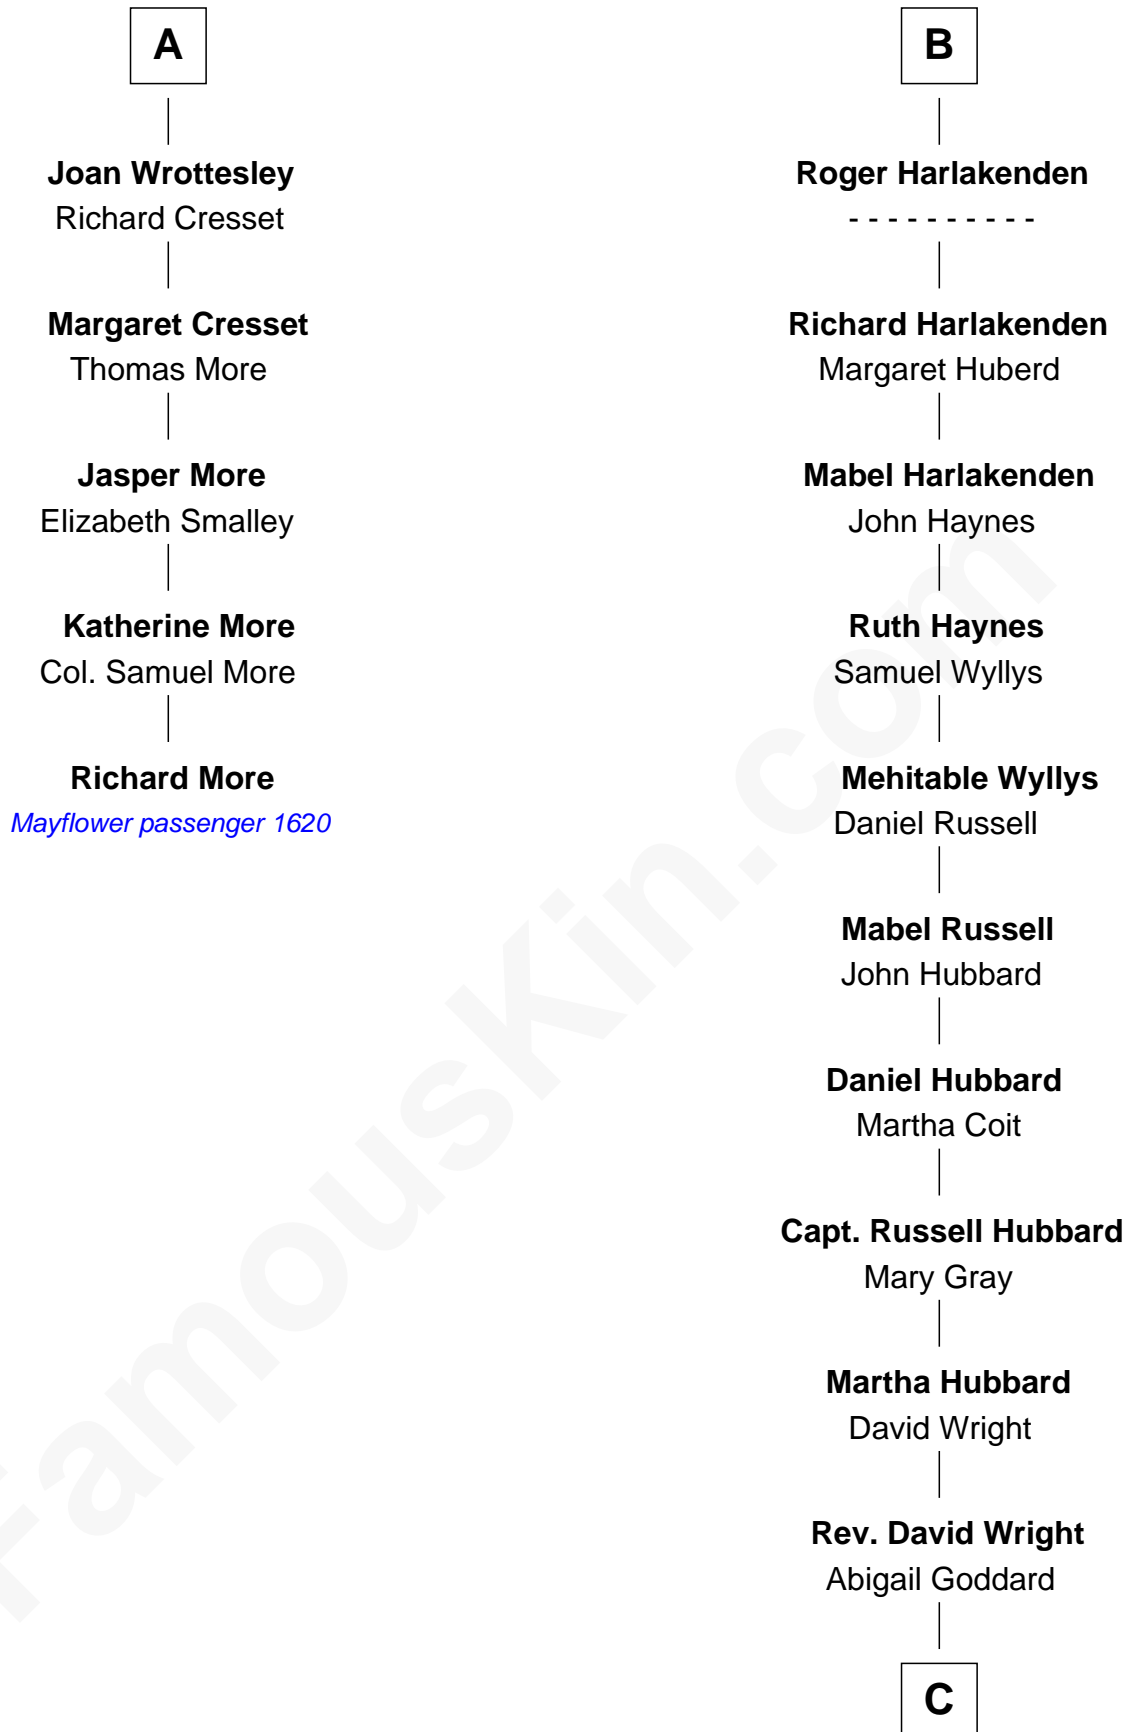 A
Joan Wrottesley
Richard Cresset
Margaret Cresset
Thomas More
Jasper More
Elizabeth Smalley
Katherine More
Col. Samuel More
Richard More
Mayflower passenger 1620
B
Roger Harlakenden
- - - - - - - - - -
Richard Harlakenden
Margaret Huberd
Mabel Harlakenden
John Haynes
Ruth Haynes
Samuel Wyllys
Mehitable Wyllys
Daniel Russell
Mabel Russell
John Hubbard
Daniel Hubbard
Martha Coit
Capt. Russell Hubbard
Mary Gray
Martha Hubbard
David Wright
Rev. David Wright
Abigail Goddard
C
FamousKin.com